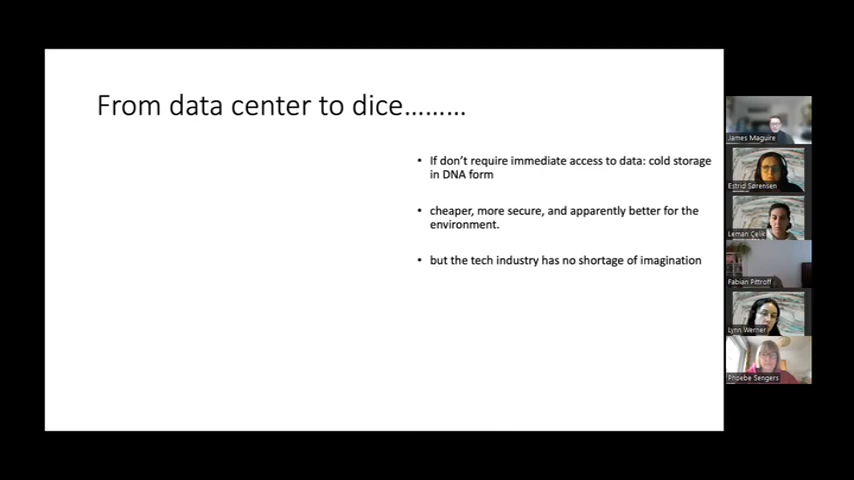 From data center to dice………
• If don't require immediate access to data: cold storage
in DNA form
• cheaper, more secure, and apparently better for the
environment.
• but the tech industry has no shortage of imagination
James Maguire
Estrid Sørensen
Leman Çelik
Fabian Pittroff
Lynn Werner
Phoebe Sengers